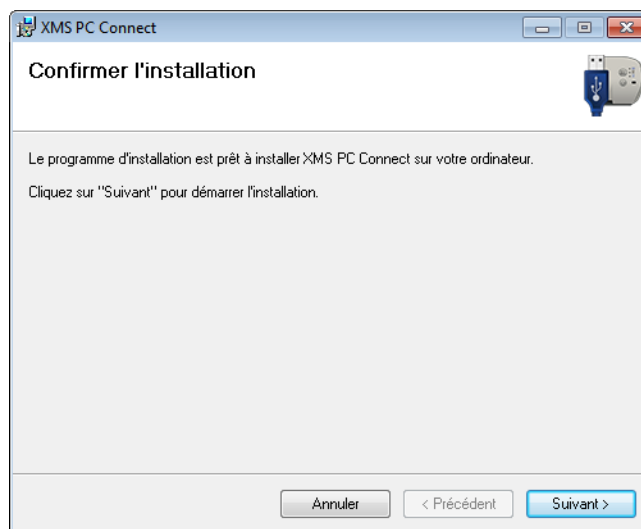 XMS PC Connect
Confirmer l'installation
Le programme d'installation est prêt à installer XMS PC Connect sur votre ordinateur.
Cliquez sur "Suivant" pour démarrer l'installation.
Annuler
< Précédent
Suivant >